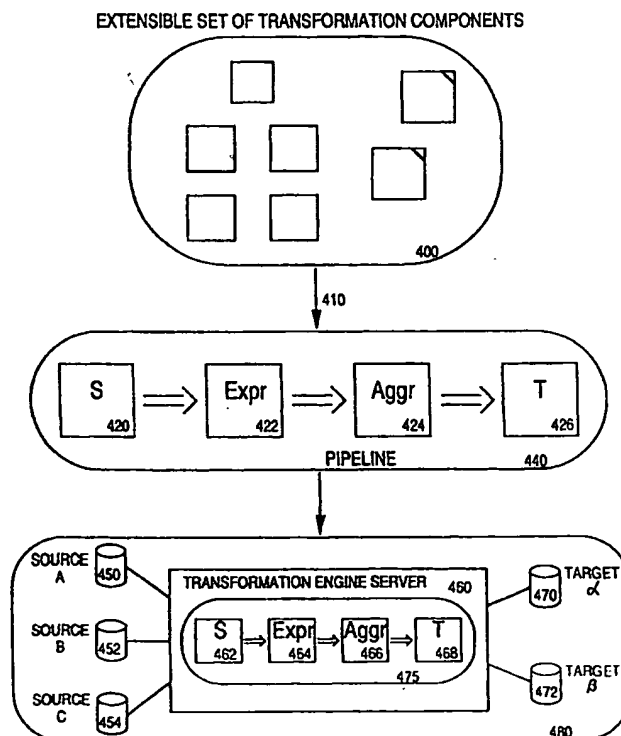 EXTENSIBLE SET OF TRANSFORMATION COMPONENTS
400
410
S
420
Expr
422
Aggr
424
T
426
PIPELINE
440
SOURCE
A
450
SOURCE
B
452
SOURCE
C
454
TRANSFORMATION ENGINE SERVER
460
S
462
Expr
464
Aggr
466
T
468
475
470
TARGET
α
472
TARGET
β
480